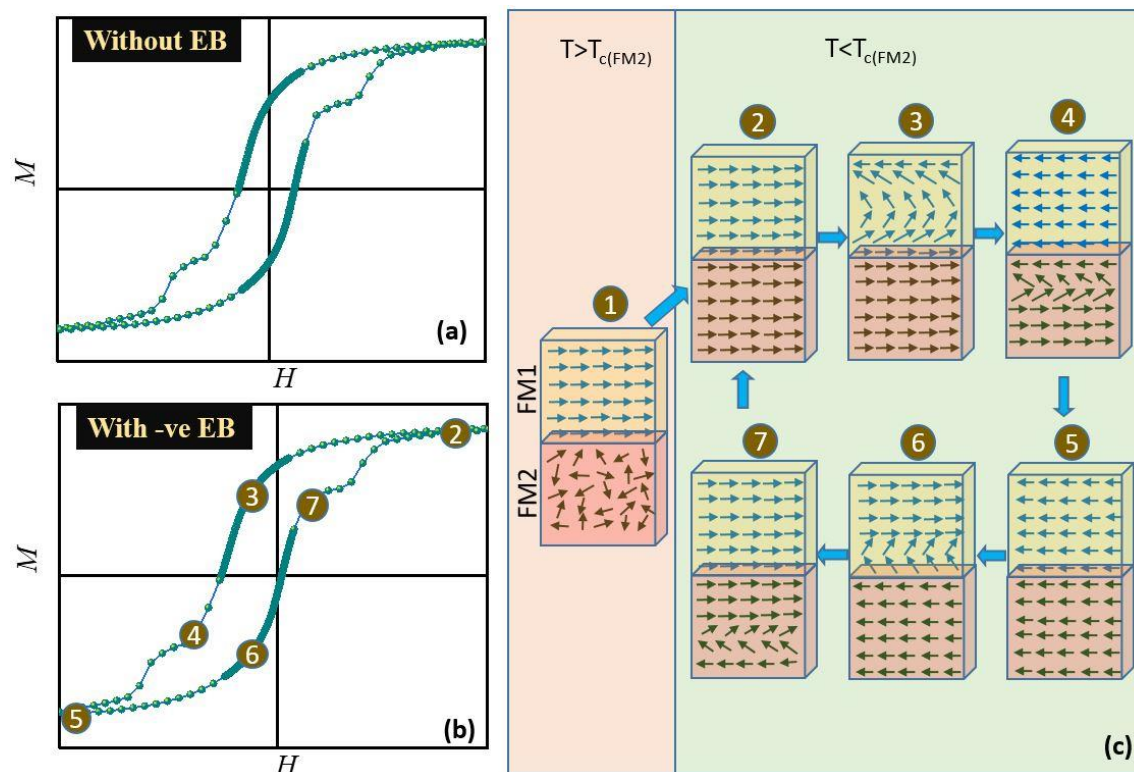 Without EB
M
(a)
H
With -ve EB
2
3
7
M
4
6
5
(b)
H
T>Tc(FM2)
T<Tc(FM2)
2
3
4
1
FM1
FM2
7
6
5
(c)